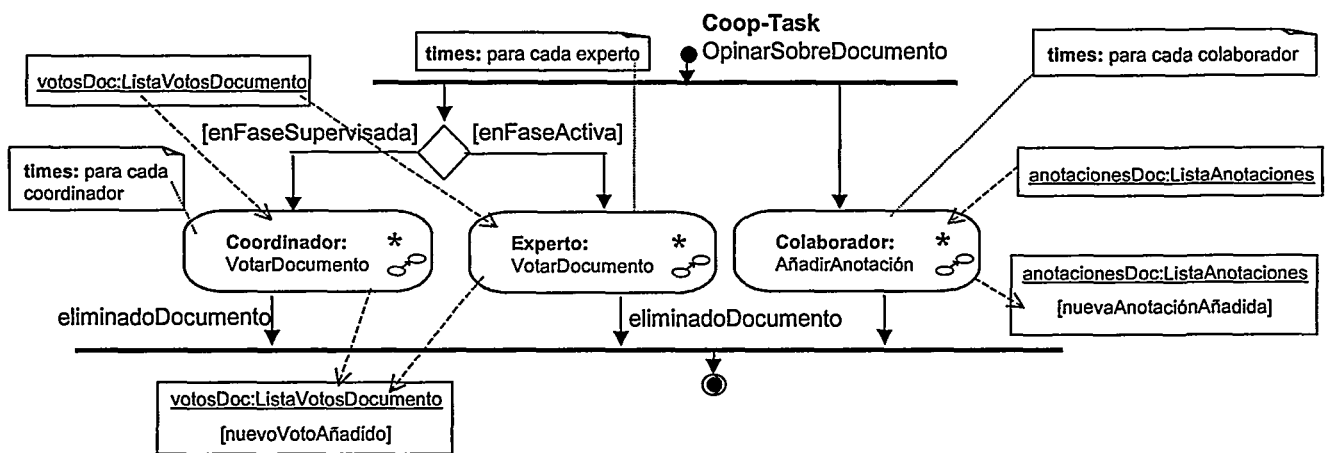 Coop-Task
OpinarSobreDocumento
times: para cada experto
times: para cada colaborador
votosDoc:ListaVotosDocumento
[enFaseSupervisada]
[enFaseActiva]
times: para cada
coordinador
anotacionesDoc:ListaAnotaciones
Coordinador: *
VotarDocumento
Experto: *
VotarDocumento
Colaborador: *
AñadirAnotación
anotacionesDoc:ListaAnotaciones
[nuevaAnotaciónAñadida]
eliminadoDocumento
eliminadoDocumento
votosDoc:ListaVotosDocumento
[nuevoVotoAñadido]